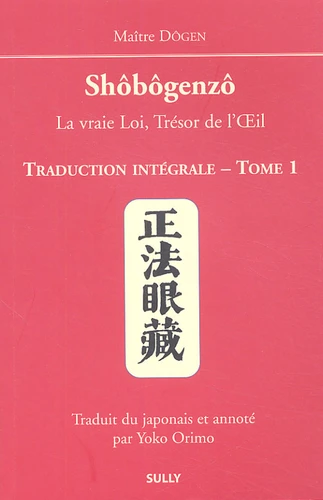 Maître DÔGEN
Shôbôgenzô
La vraie Loi, Trésor de l'Œil
TRADUCTION INTÉGRALE – TOME 1
正法眼藏
Traduit du japonais et annoté
par Yoko Orimo
SULLY